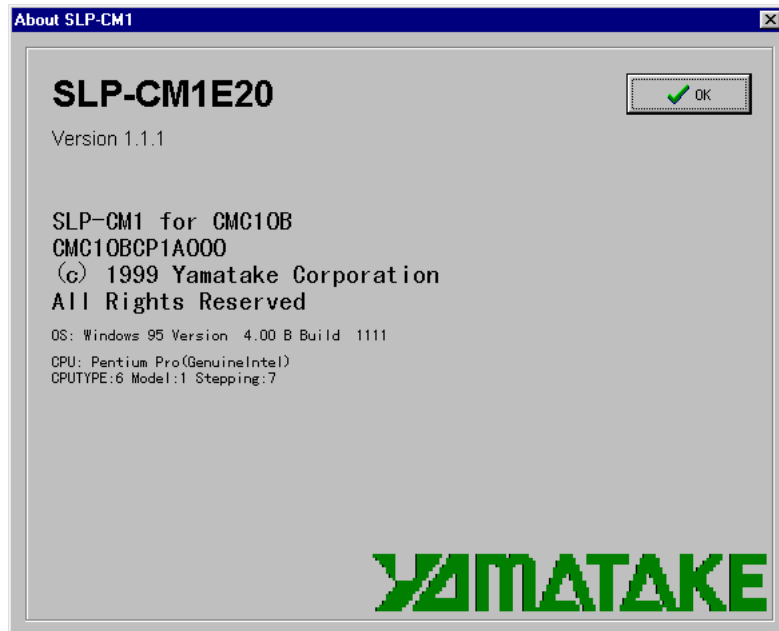 About SLP-CM1
SLP-CM1E20
OK
Version 1.1.1
SLP-CM1 for CMC10B
CMC10BCP1A000
(c) 1999 Yamatake Corporation
All Rights Reserved
OS: Windows 95 Version  4.00 B Build  1111
CPU: Pentium Pro(GenuineIntel)
CPUTYPE:6 Model:1 Stepping:7
YAMATAKE